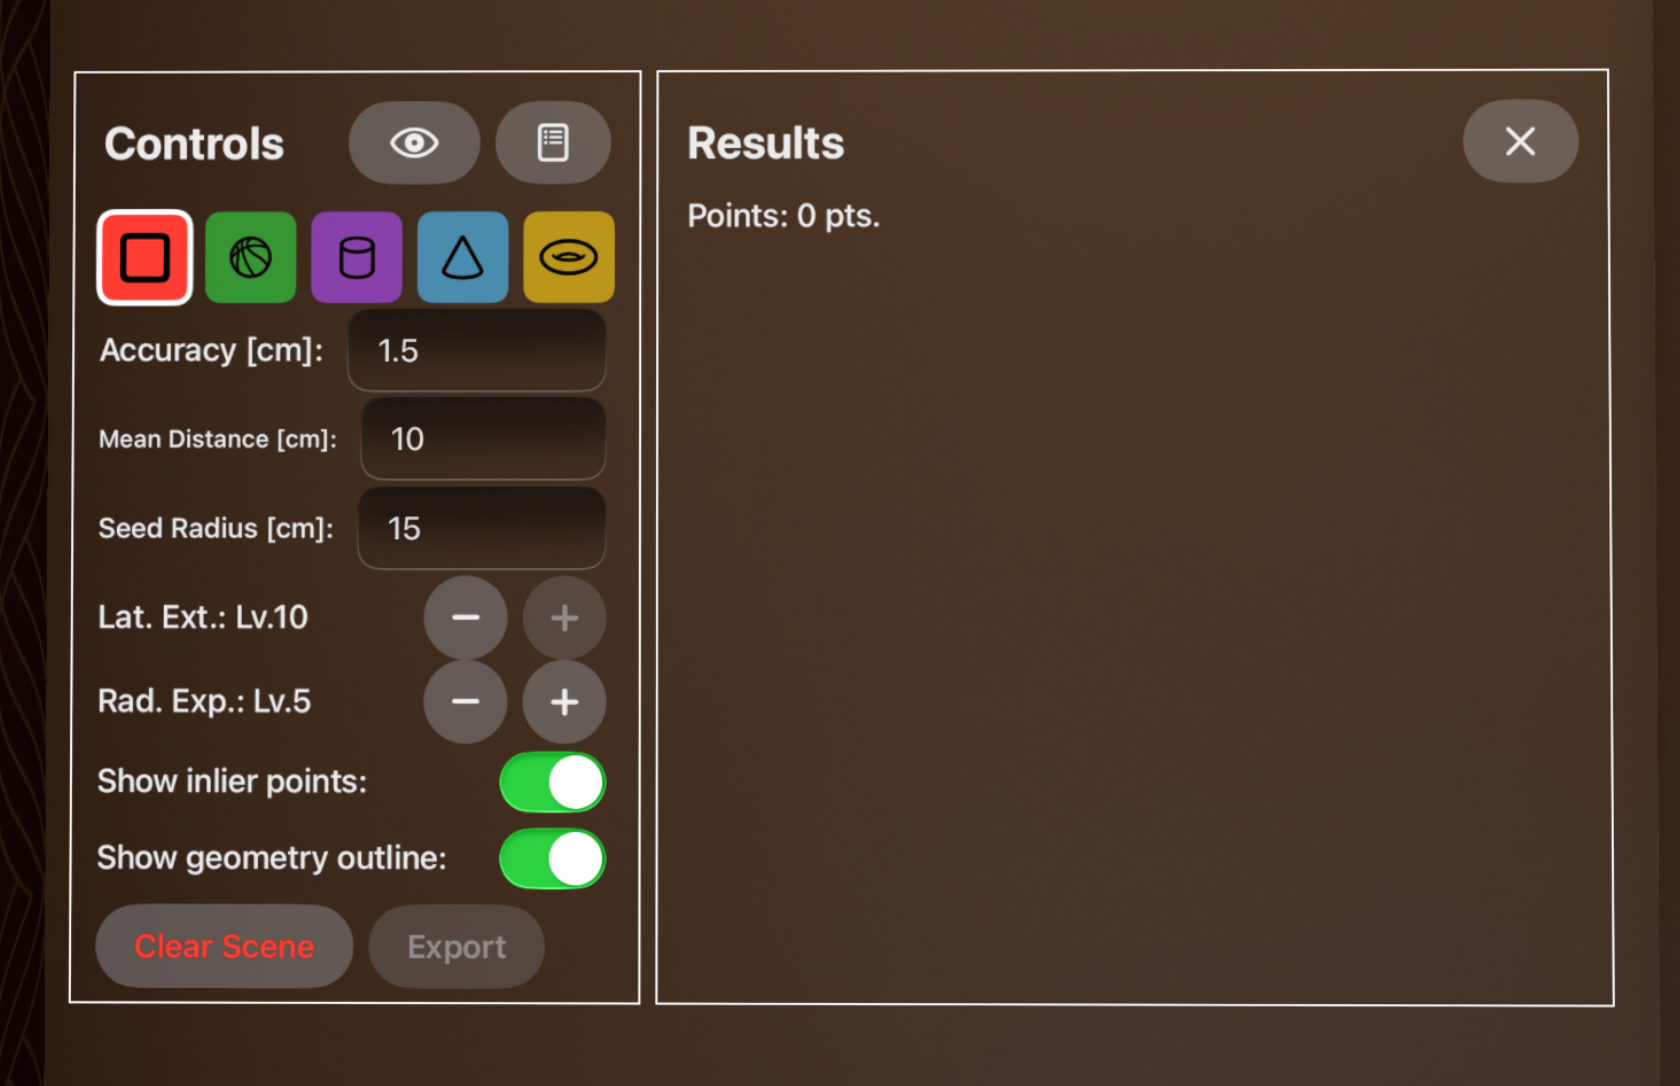 Controls
Accuracy [cm]: 1.5
Mean Distance [cm]: 10
Seed Radius [cm]: 15
Lat. Ext.: Lv.10
Rad. Exp.: Lv.5
Show inlier points:
Show geometry outline:
Clear Scene Export
Results
Points: 0 pts.